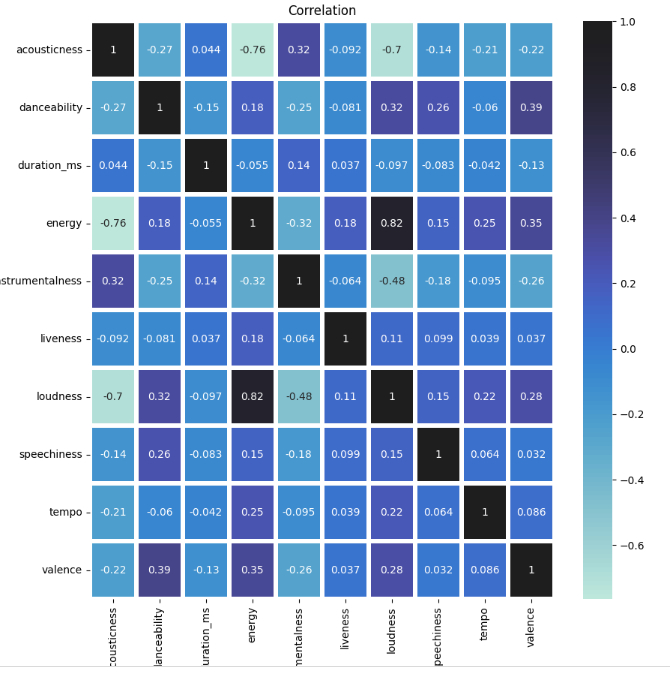 Correlation
acousticness 1 -0.27 0.044 -0.76 0.32 -0.092 -0.7 -0.14 -0.21 -0.22
danceability -0.27 1 -0.15 0.18 -0.25 -0.081 0.32 0.26 -0.06 0.39
duration_ms 0.044 -0.15 1 -0.055 0.14 0.037 -0.097 -0.083 -0.042 -0.13
energy -0.76 0.18 -0.055 1 -0.32 0.18 0.82 0.15 0.25 0.35
nstrumentalness 0.32 -0.25 0.14 -0.32 1 -0.064 -0.48 -0.18 -0.095 -0.26
liveness -0.092 -0.081 0.037 0.18 -0.064 1 0.11 0.099 0.039 0.037
loudness -0.7 0.32 -0.097 0.82 -0.48 0.11 1 0.15 0.22 0.28
speechiness -0.14 0.26 -0.083 0.15 -0.18 0.099 0.15 1 0.064 0.032
tempo -0.21 -0.06 -0.042 0.25 -0.095 0.039 0.22 0.064 1 0.086
valence -0.22 0.39 -0.13 0.35 -0.26 0.037 0.28 0.032 0.086 1
cousticness
lanceability
uration_ms
energy
mentalness
liveness
loudness
peechiness
tempo
valence
1.0
0.8
0.6
0.4
0.2
0.0
−0.2
−0.4
−0.6